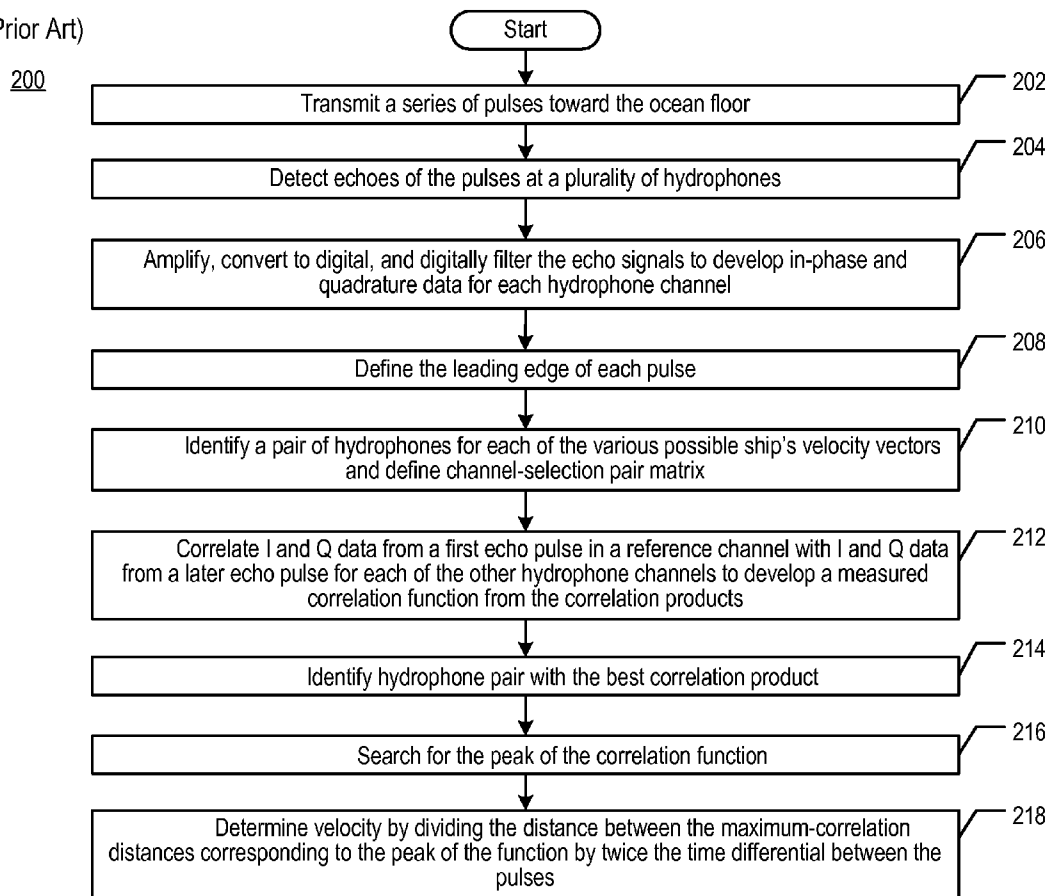 Prior Art)
200
Start
202
Transmit a series of pulses toward the ocean floor
204
Detect echoes of the pulses at a plurality of hydrophones
206
Amplify, convert to digital, and digitally filter the echo signals to develop in-phase and
quadrature data for each hydrophone channel
208
Define the leading edge of each pulse
210
Identify a pair of hydrophones for each of the various possible ship's velocity vectors
and define channel-selection pair matrix
212
Correlate I and Q data from a first echo pulse in a reference channel with I and Q data
from a later echo pulse for each of the other hydrophone channels to develop a measured
correlation function from the correlation products
214
Identify hydrophone pair with the best correlation product
216
Search for the peak of the correlation function
218
Determine velocity by dividing the distance between the maximum-correlation
distances corresponding to the peak of the function by twice the time differential between the
pulses